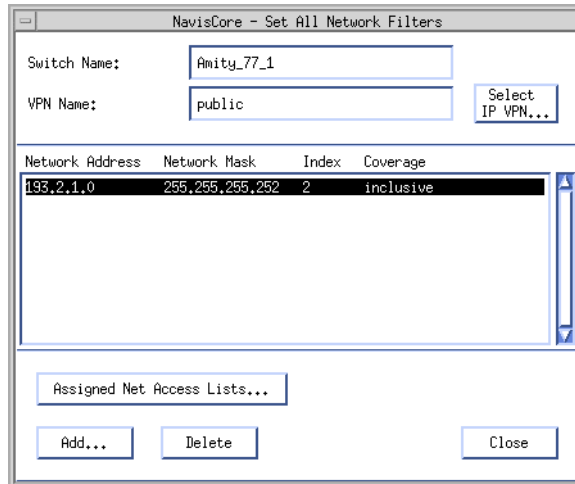 NavisCore - Set All Network Filters
Switch Name: Amity_77_1
VPN Name: public
Select
IP VPN...
Network Address Network Mask Index Coverage
193.2.1.0 255.255.255.252 2 inclusive
Assigned Net Access Lists...
Add... Delete Close